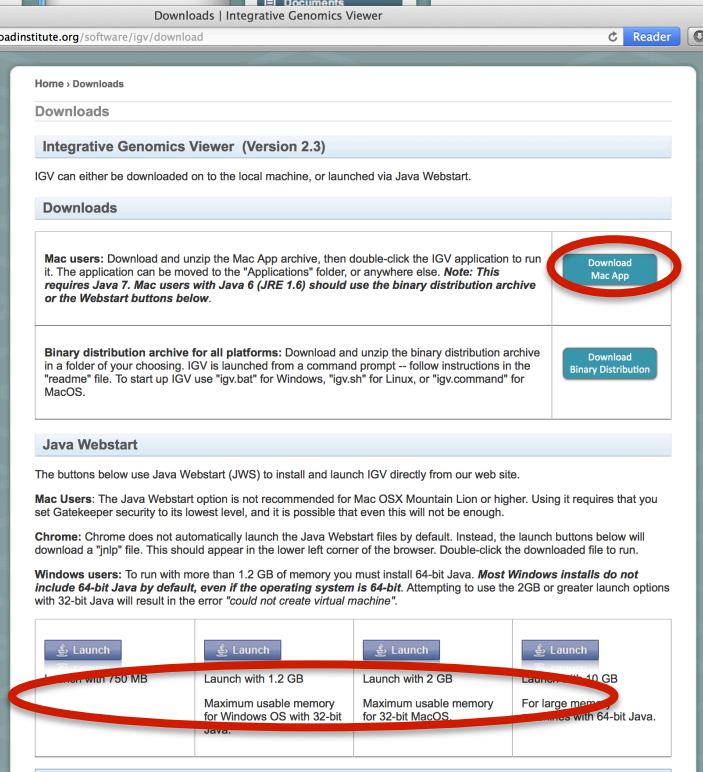 Documents
Downloads | Integrative Genomics Viewer
oadinstitute.org/software/igv/download
Reader
Home › Downloads
Downloads
Integrative Genomics Viewer (Version 2.3)
IGV can either be downloaded on to the local machine, or launched via Java Webstart.
Downloads
Mac users: Download and unzip the Mac App archive, then double-click the IGV application to run
it. The application can be moved to the "Applications" folder, or anywhere else. Note: This
requires Java 7. Mac users with Java 6 (JRE 1.6) should use the binary distribution archive
or the Webstart buttons below.
Download
Mac App
Binary distribution archive for all platforms: Download and unzip the binary distribution archive
in a folder of your choosing. IGV is launched from a command prompt -- follow instructions in the
"readme" file. To start up IGV use "igv.bat" for Windows, "igv.sh" for Linux, or "igv.command" for
MacOS.
Download
Binary Distribution
Java Webstart
The buttons below use Java Webstart (JWS) to install and launch IGV directly from our web site.
Mac Users: The Java Webstart option is not recommended for Mac OSX Mountain Lion or higher. Using it requires that you
set Gatekeeper security to its lowest level, and it is possible that even this will not be enough.
Chrome: Chrome does not automatically launch the Java Webstart files by default. Instead, the launch buttons below will
download a "jnlp" file. This should appear in the lower left corner of the browser. Double-click the downloaded file to run.
Windows users: To run with more than 1.2 GB of memory you must install 64-bit Java. Most Windows installs do not
include 64-bit Java by default, even if the operating system is 64-bit. Attempting to use the 2GB or greater launch options
with 32-bit Java will result in the error "could not create virtual machine".
Launch
Launch with 750 MB
Launch
Launch with 1.2 GB
Maximum usable memory
for Windows OS with 32-bit
Java.
Launch
Launch with 2 GB
Maximum usable memory
for 32-bit MacOS.
Launch
Launch with 10 GB
For large memory
machines with 64-bit Java.